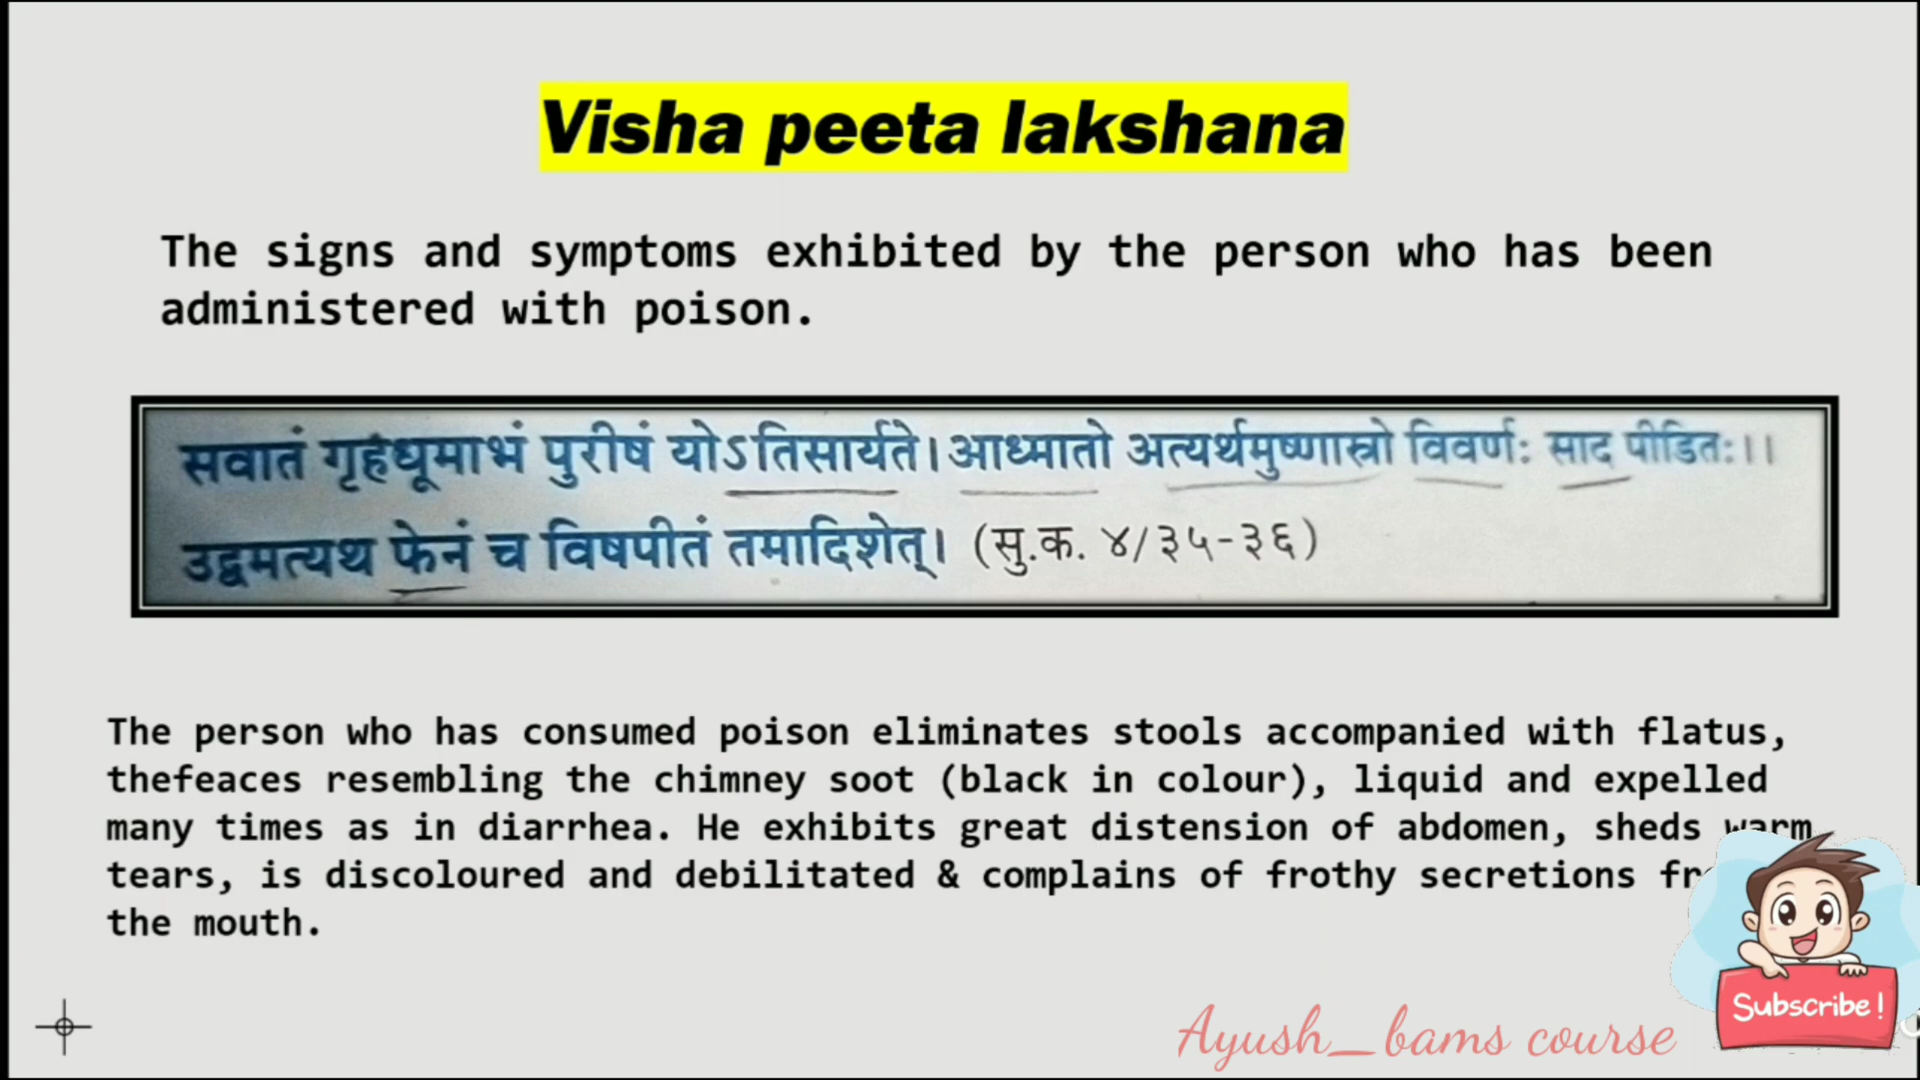 Visha peeta lakshana
The signs and symptoms exhibited by the person who has been
administered with poison.
सवातं गृहधूमाभं पुरीषं योऽतिसार्यते। आध्मातो अत्यर्थमुष्णास्रो विवर्णः साद पीडितः।।
उद्वमत्यथ फेनं च विषपीतं तमादिशेत्। (सु.क. ४/३५-३६)
The person who has consumed poison eliminates stools accompanied with flatus,
thefeaces resembling the chimney soot (black in colour), liquid and expelled
many times as in diarrhea. He exhibits great distension of abdomen, sheds warm
tears, is discoloured and debilitated & complains of frothy secretions
the mouth.
Subscribe!
Ayush_bams course